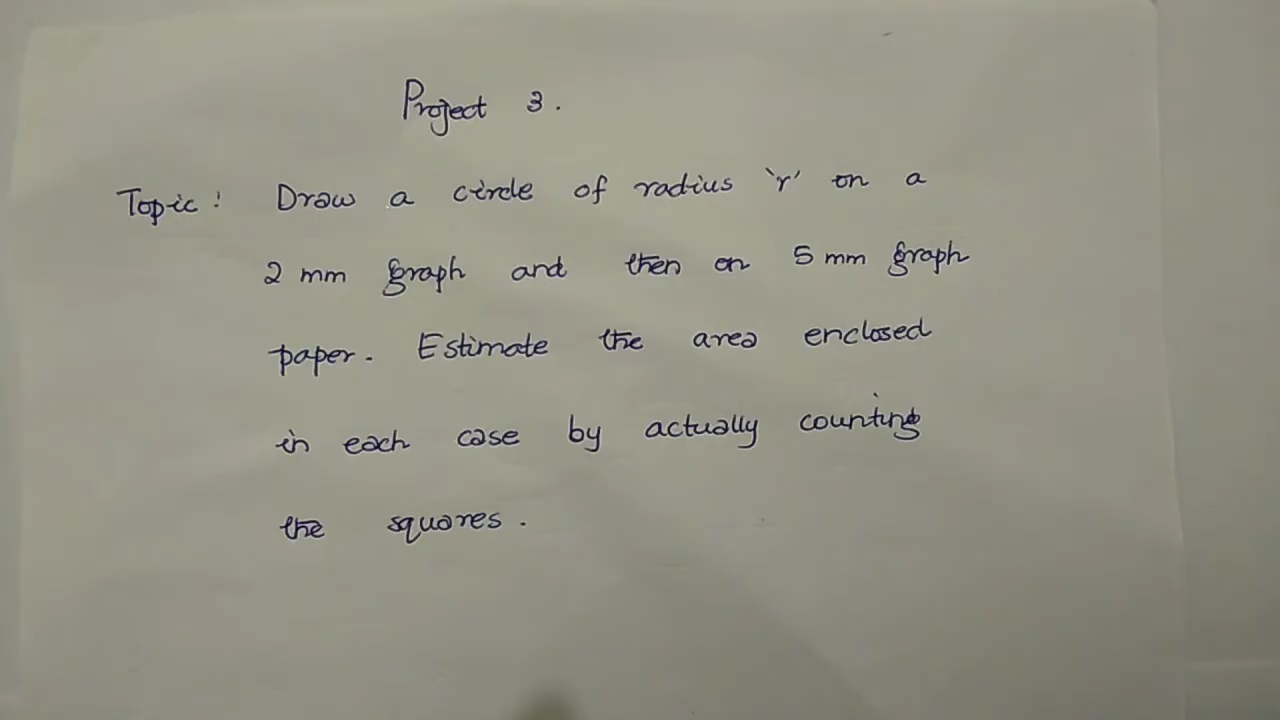 Project 3.
Topic: Draw a circle of radius 'r' on a
2 mm graph and then on 5 mm graph
paper. Estimate the area enclosed
in each case by actually counting
the squares.